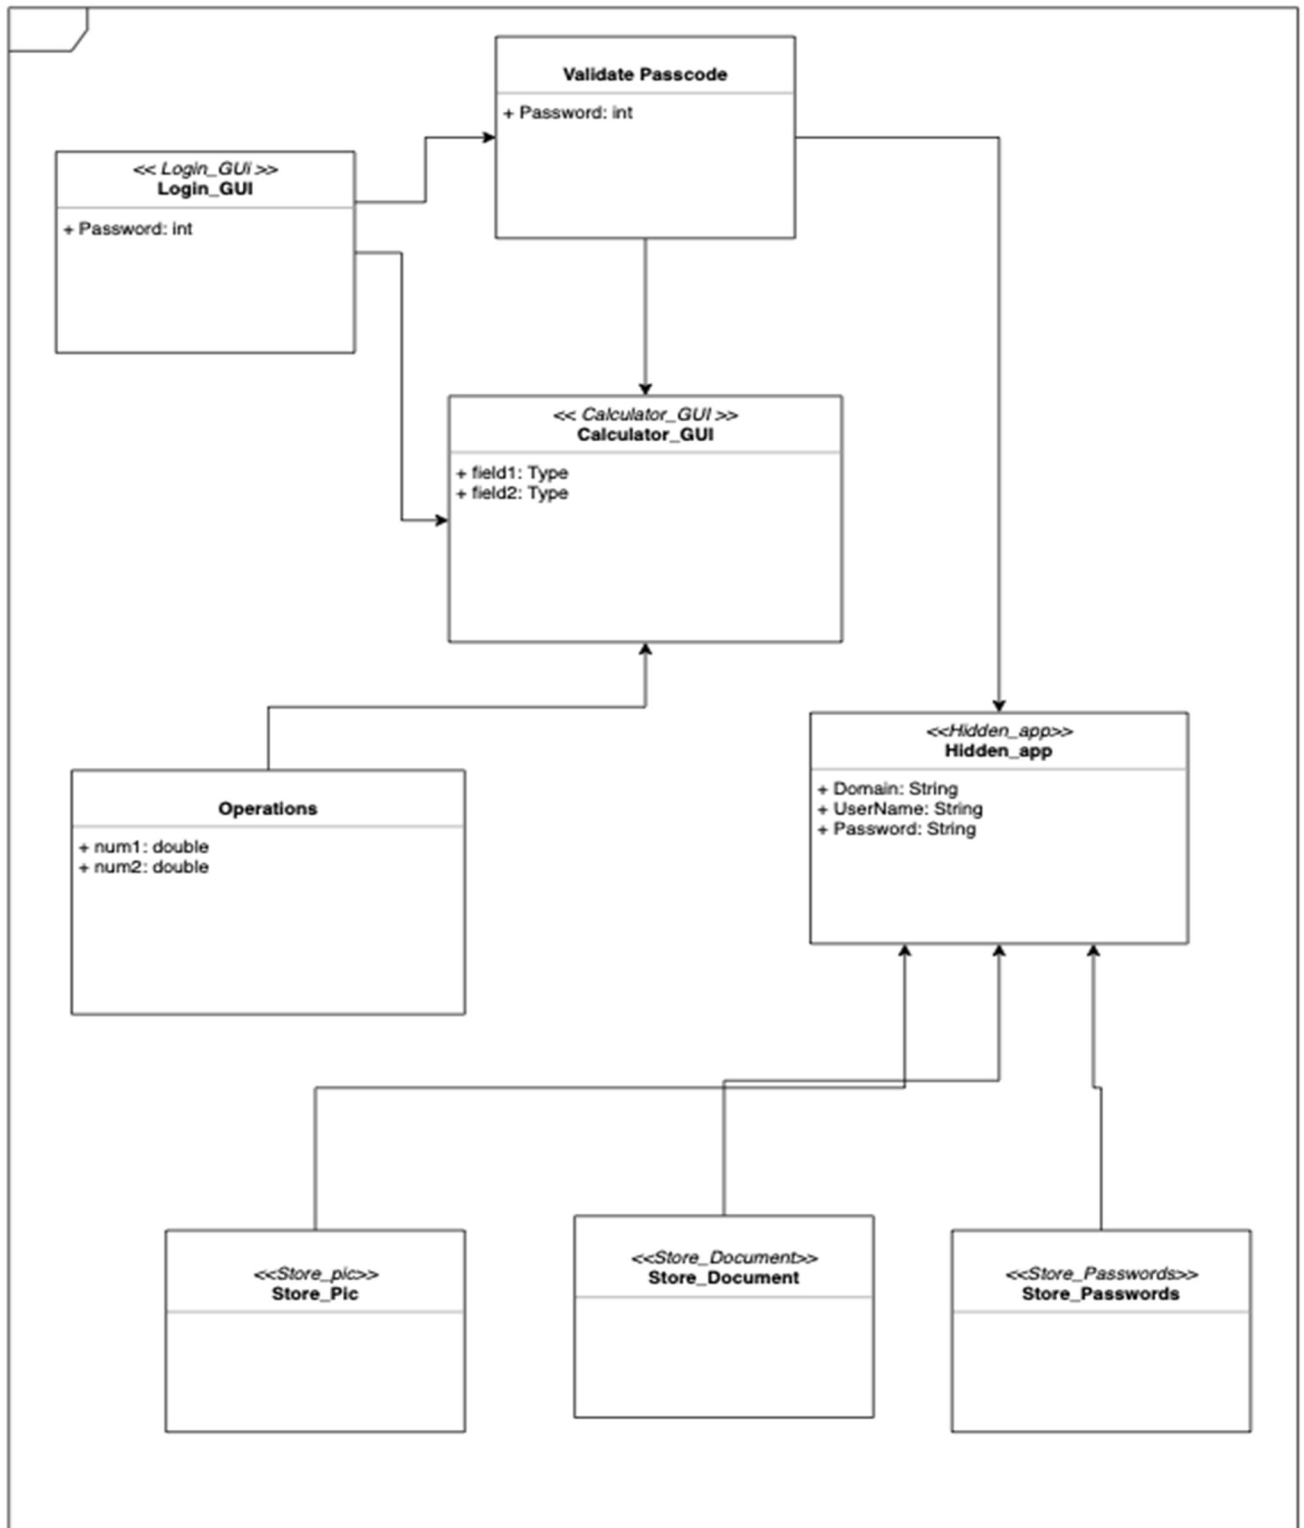 Validate Passcode
+ Password: int
<< Login_GUi >>
Login_GUI
+ Password: int
<< Calculator_GUI >>
Calculator_GUI
+ field1: Type
+ field2: Type
<<Hidden_app>>
Hidden_app
+ Domain: String
+ UserName: String
+ Password: String
Operations
+ num1: double
+ num2: double
<<Store_pic>>
Store_Pic
<<Store_Document>>
Store_Document
<<Store_Passwords>>
Store_Passwords